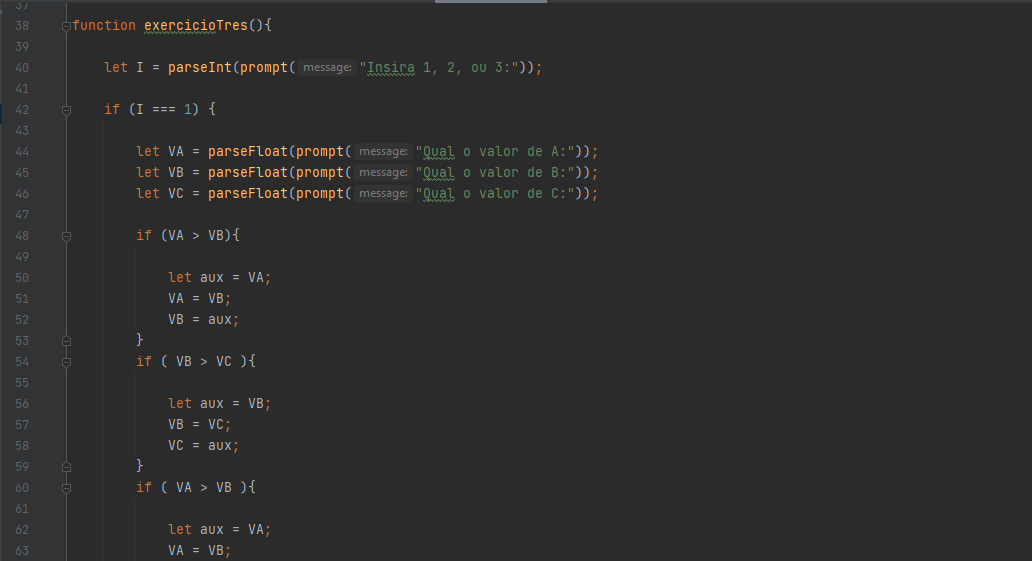 37
38 function exercicioTres(){
39
40 let I = parseInt(prompt( message: "Insira 1, 2, ou 3:"));
41
42 if (I === 1) {
43
44 let VA = parseFloat(prompt( message: "Qual o valor de A:"));
45 let VB = parseFloat(prompt( message: "Qual o valor de B:"));
46 let VC = parseFloat(prompt( message: "Qual o valor de C:"));
47
48 if (VA > VB){
49
50 let aux = VA;
51 VA = VB;
52 VB = aux;
53 }
54 if ( VB > VC ){
55
56 let aux = VB;
57 VB = VC;
58 VC = aux;
59 }
60 if ( VA > VB ){
61
62 let aux = VA;
63 VA = VB;